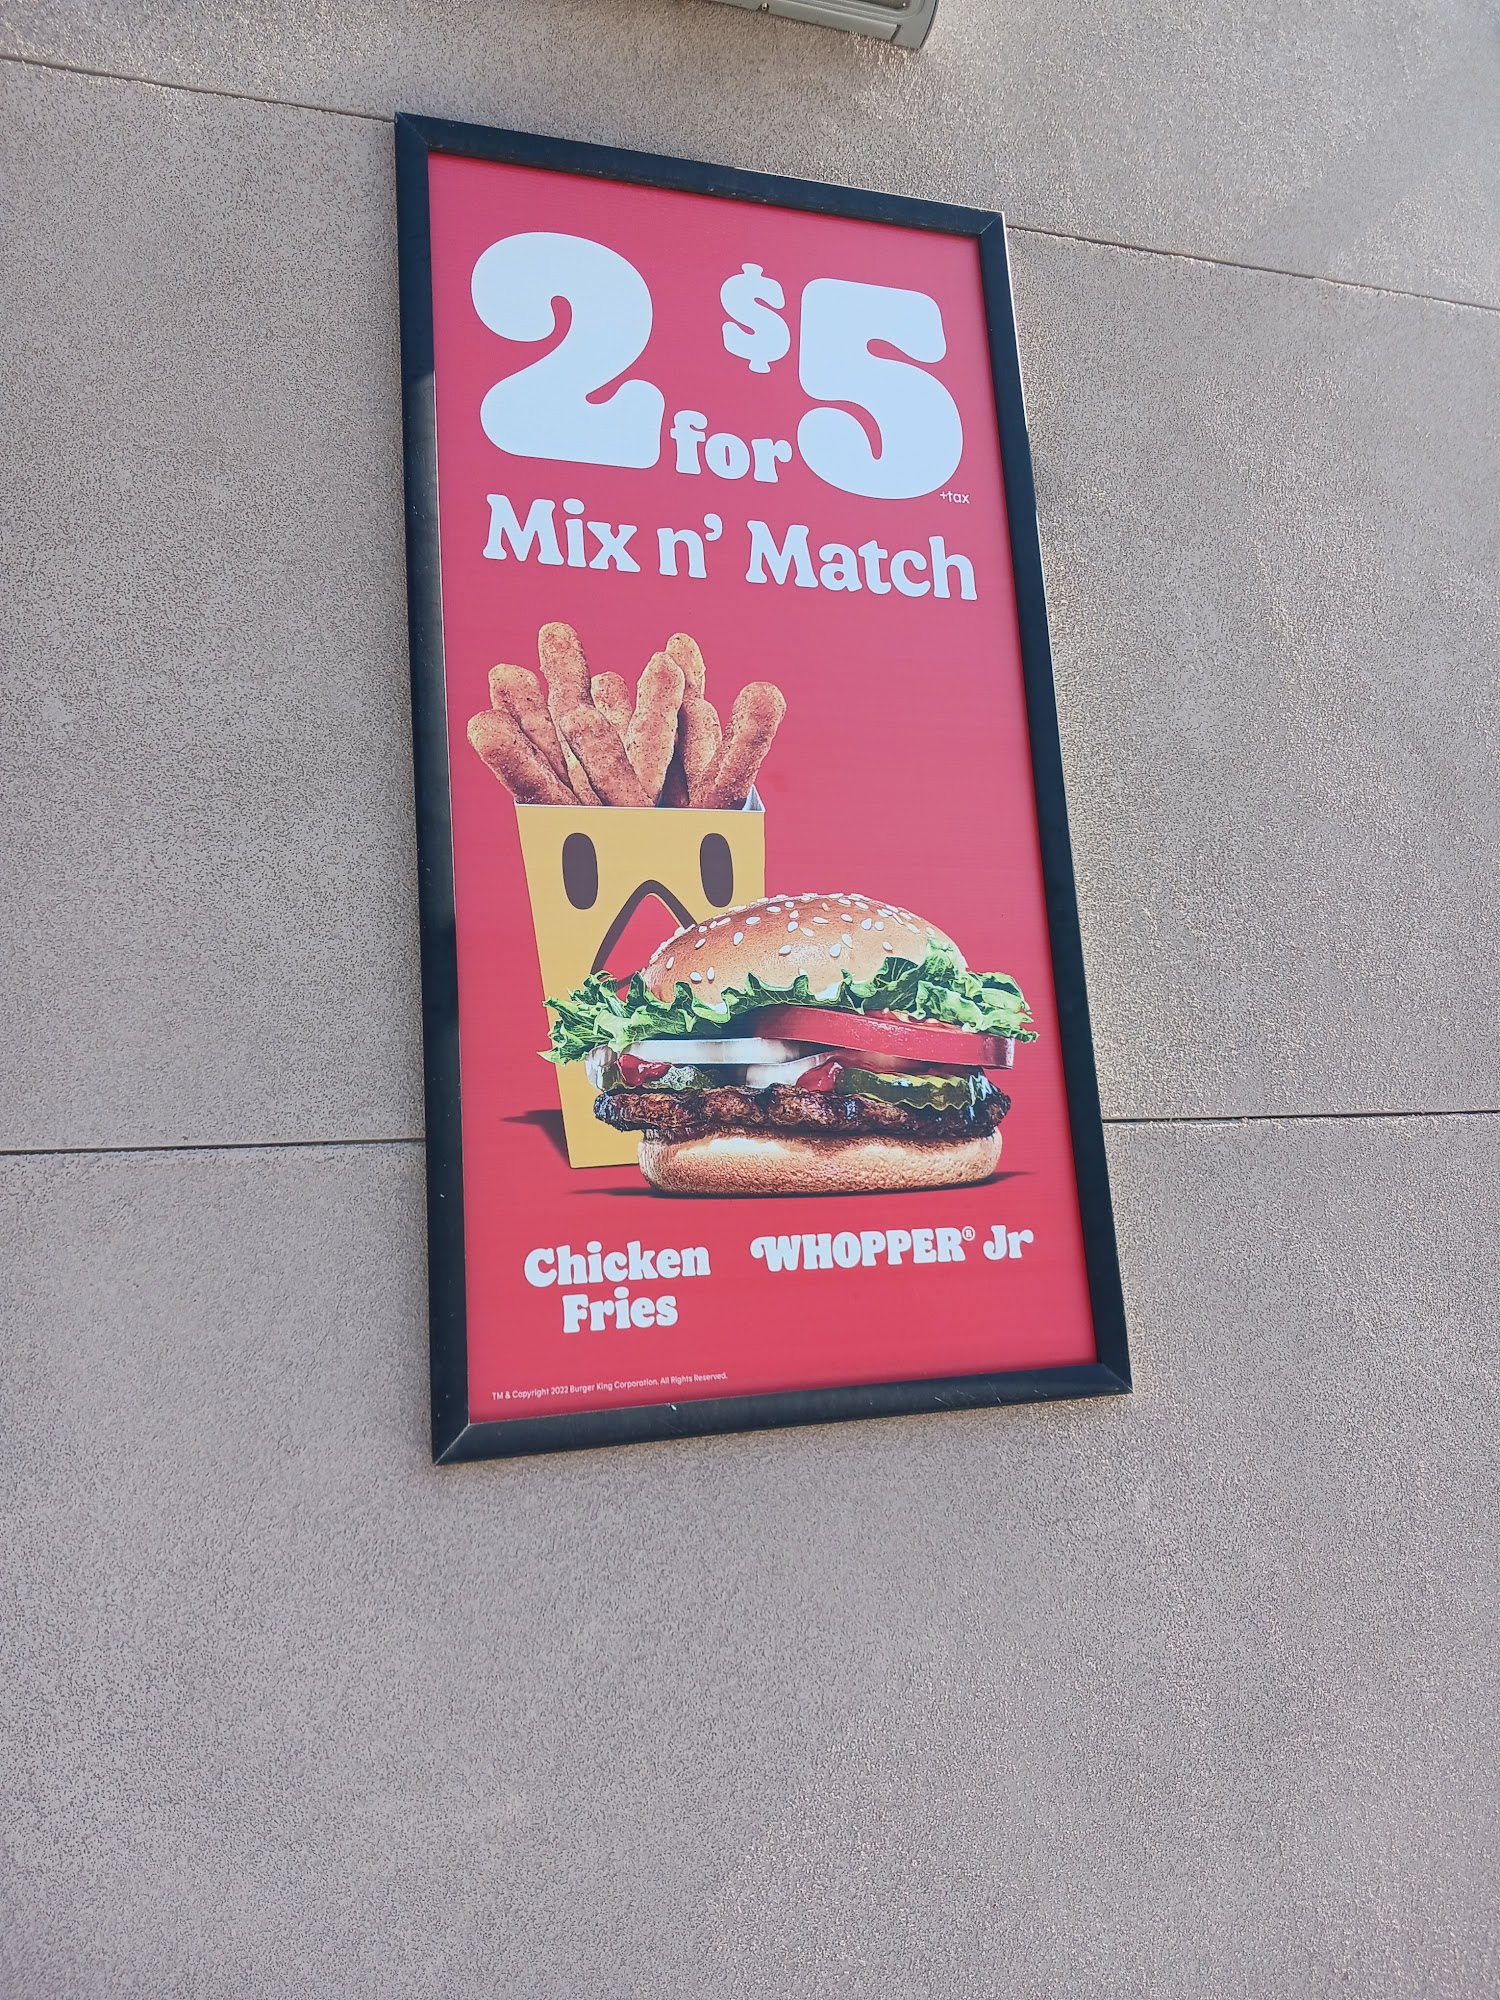 2 for $5
+tax
Mix n' Match
Chicken Fries
WHOPPER® Jr
TM & Copyright 2022 Burger King Corporation. All Rights Reserved.